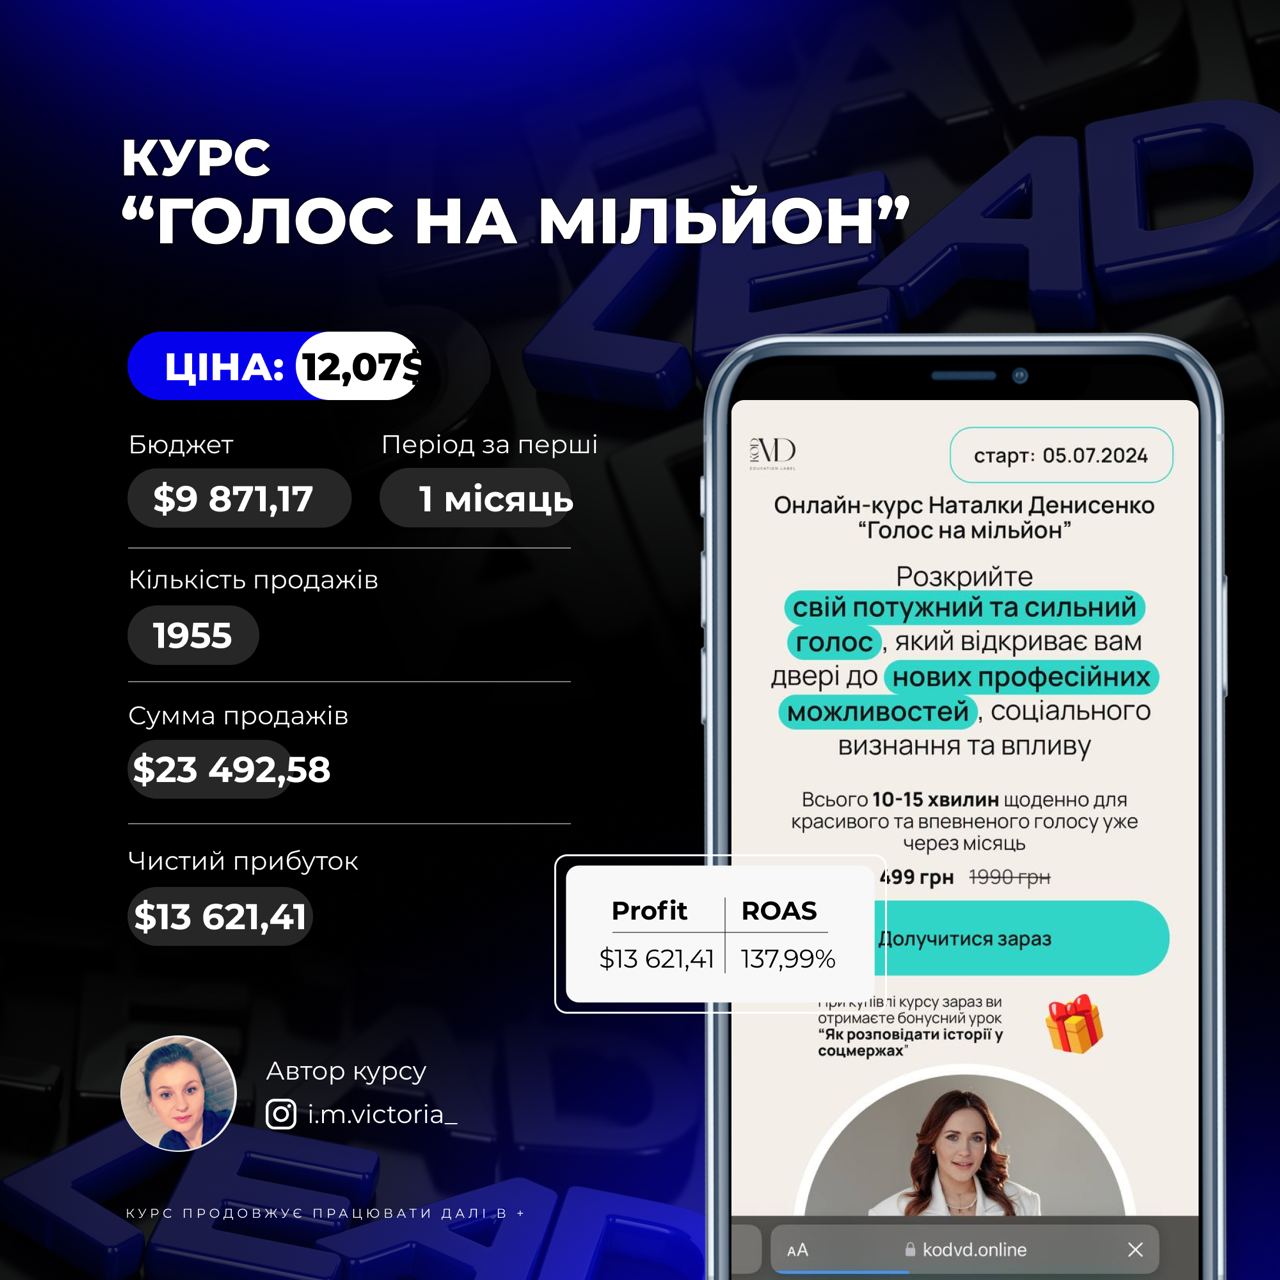 КУРС
“ГОЛОС НА МІЛЬЙОН”
LEAD
ЦІНА: 12,07$
Бюджет
$9 871,17
Період за перші
1 місяць
Кількість продажів
1955
Сумма продажів
$23 492,58
Чистий прибуток
$13 621,41
Profit ROAS
$13 621,41 137,99%
Автор курсу
i.m.victoria_
КУРС ПРОДОВЖУЄ ПРАЦЮВАТИ ДАЛІ В +
LEAD
KOD VD
EDUCATION LABEL
старт: 05.07.2024
Онлайн-курс Наталки Денисенко
“Голос на мільйон”
Розкрийте
свій потужний та сильний
голос, який відкриває вам
двері до нових професійних
можливостей, соціального
визнання та впливу
Всього 10-15 хвилин щоденно для
красивого та впевненого голосу уже
через місяць
499 грн 1990 грн
Долучитися зараз
При купівлі курсу зараз ви
отримаєте бонусний урок
“Як розповідати історії у
соцмержах”
AA kodvd.online